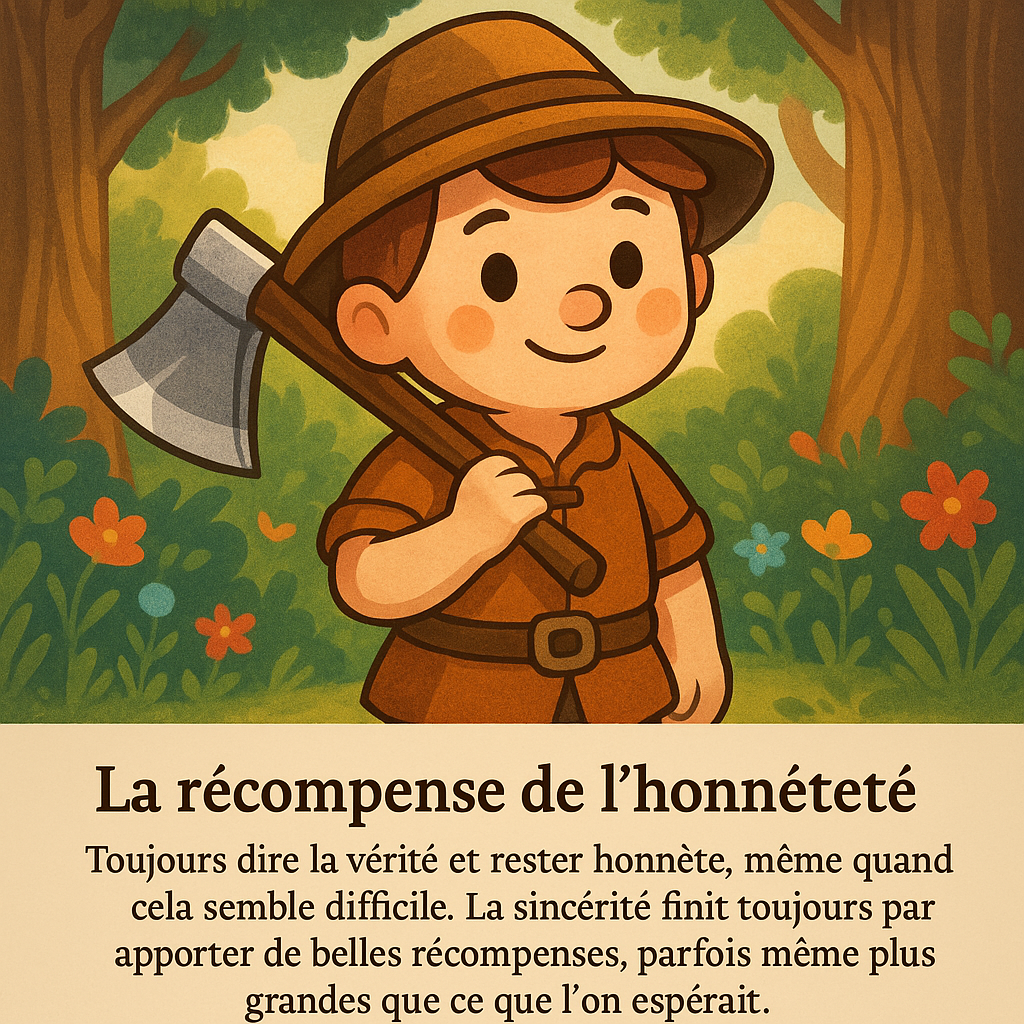 La récompense de l'honnéteté
Toujours dire la vérité et rester honnète, même quand
cela semble difficile. La sincérité finit toujours par
apporter de belles récompenses, parfois même plus
grandes que ce que l'on espérait.